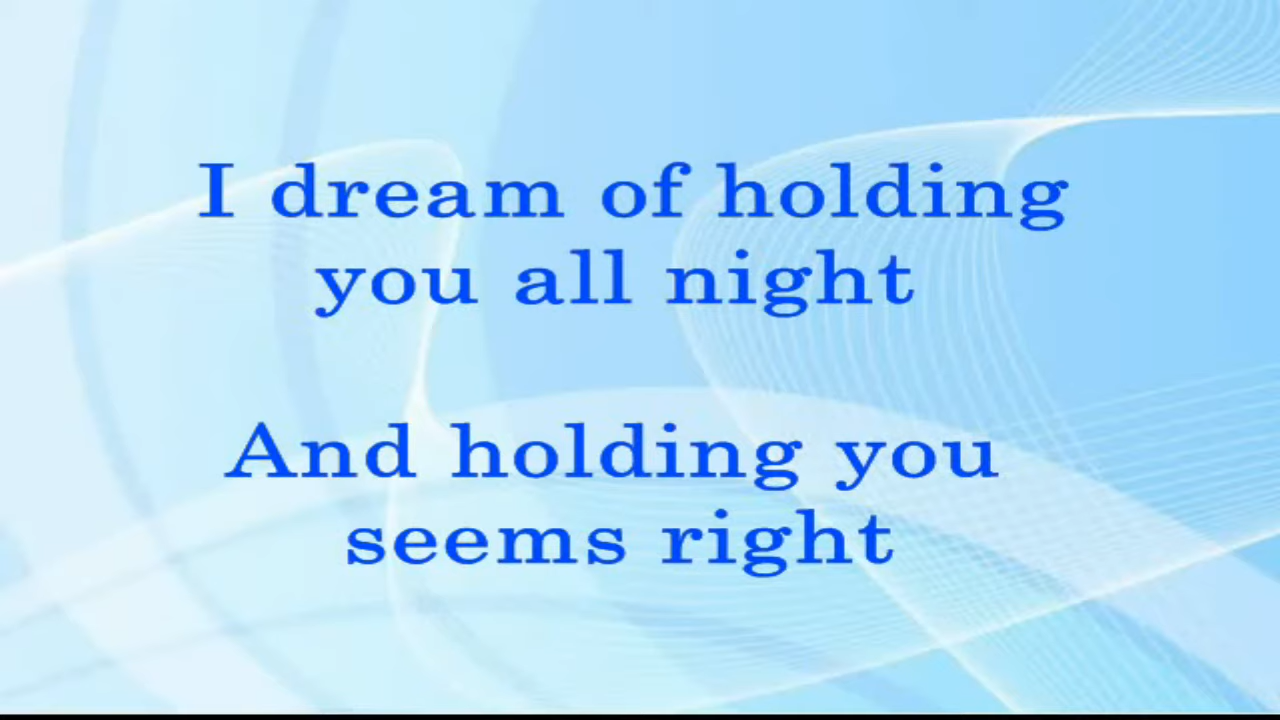 I dream of holding
you all night
And holding you
seems right